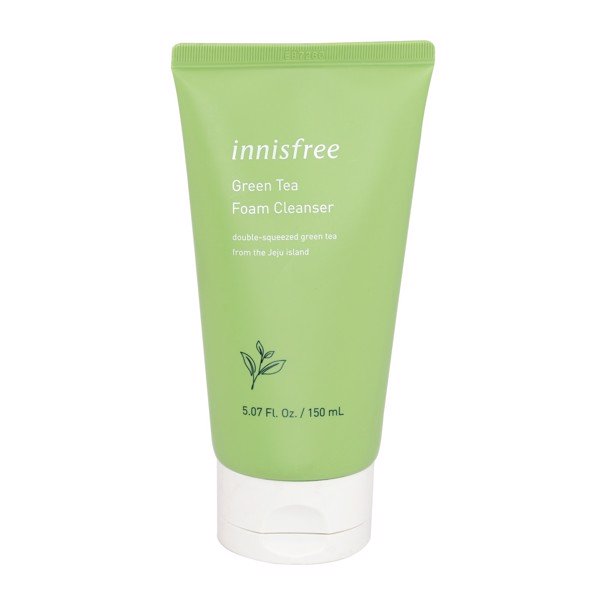 innisfree
Green Tea
Foam Cleanser
double-squeezed green tea
from the Jeju island
5.07 Fl. Oz. / 150 mL